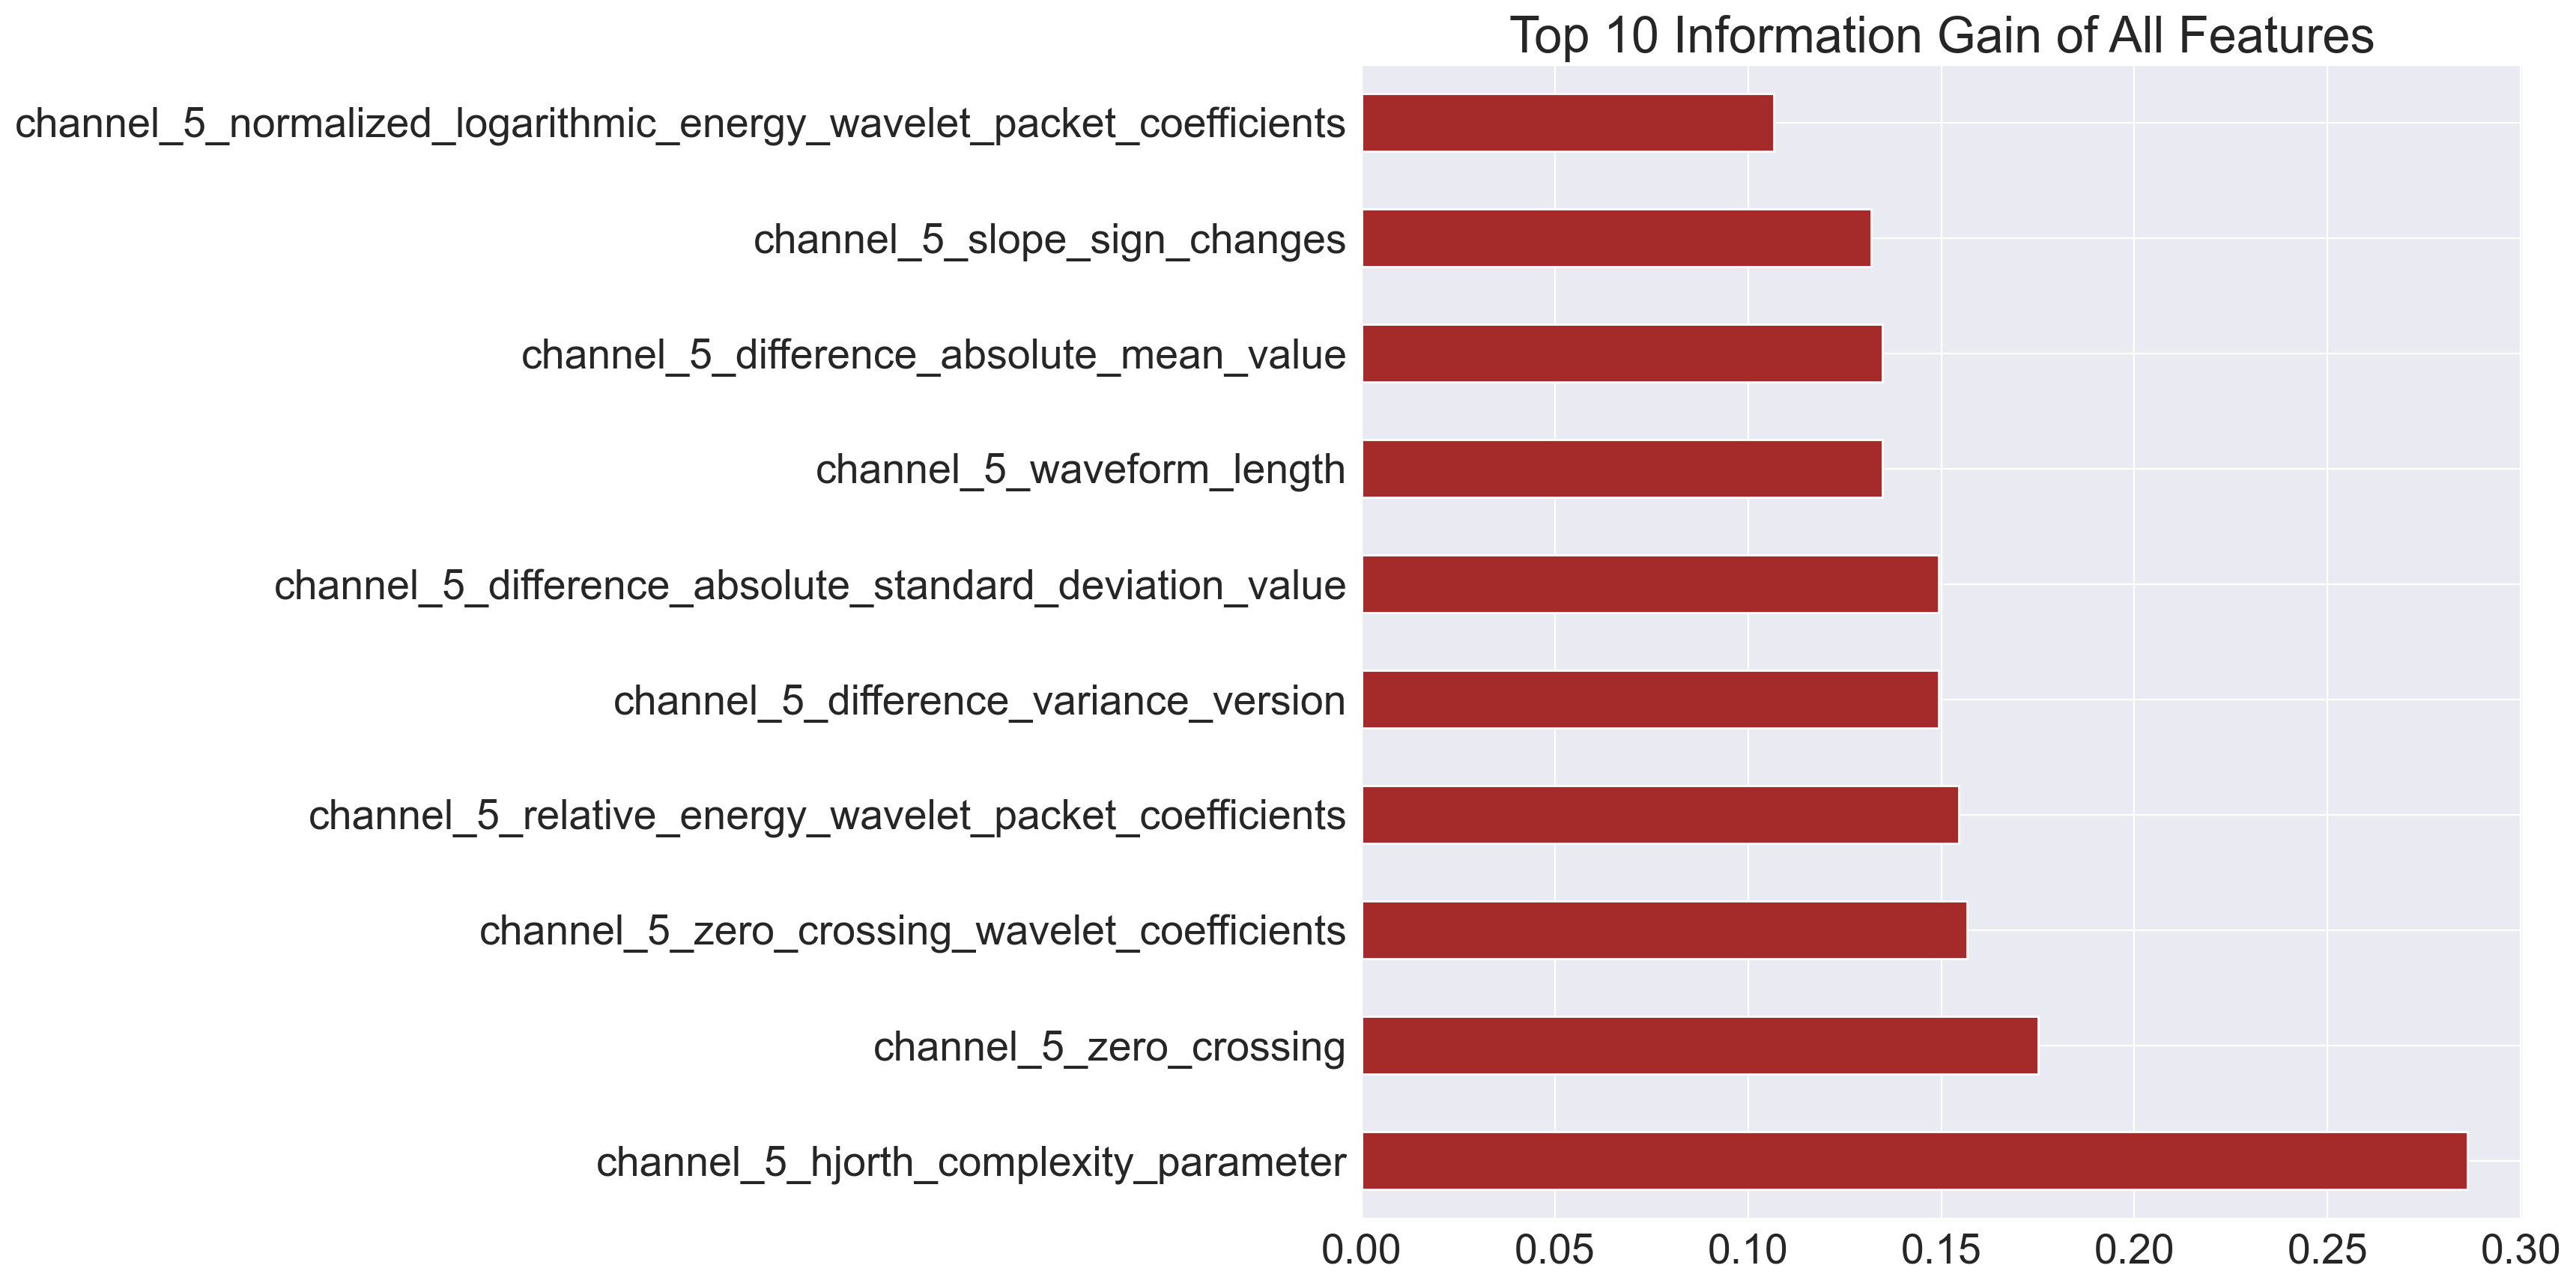 Top 10 Information Gain of All Features
channel_5_normalized_logarithmic_energy_wavelet_packet_coefficients
channel_5_slope_sign_changes
channel_5_difference_absolute_mean_value
channel_5_waveform_length
channel_5_difference_absolute_standard_deviation_value
channel_5_difference_variance_version
channel_5_relative_energy_wavelet_packet_coefficients
channel_5_zero_crossing_wavelet_coefficients
channel_5_zero_crossing
channel_5_hjorth_complexity_parameter
0.00 0.05 0.10 0.15 0.20 0.25 0.30